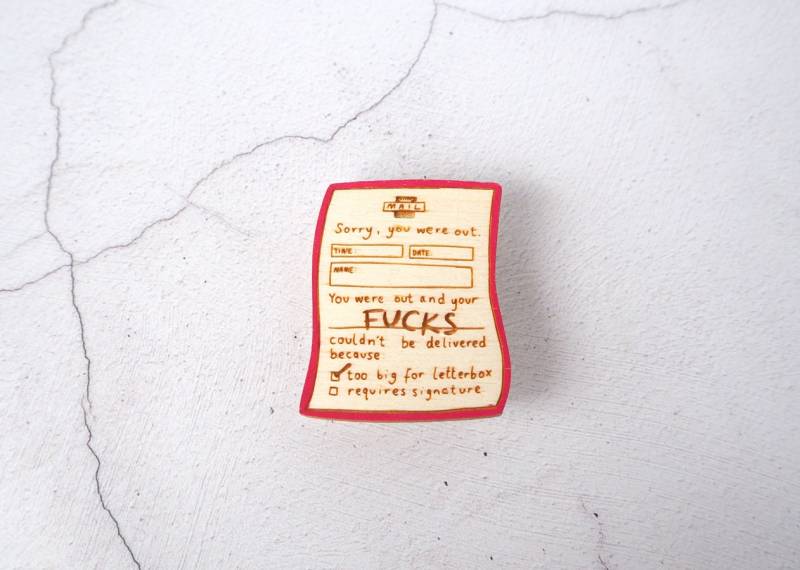 MAIL
Sorry, you were out.
TIME: DATE:
NAME:
You were out and your
FUCKS
couldn't be delivered
because
too big for letterbox
requires signature